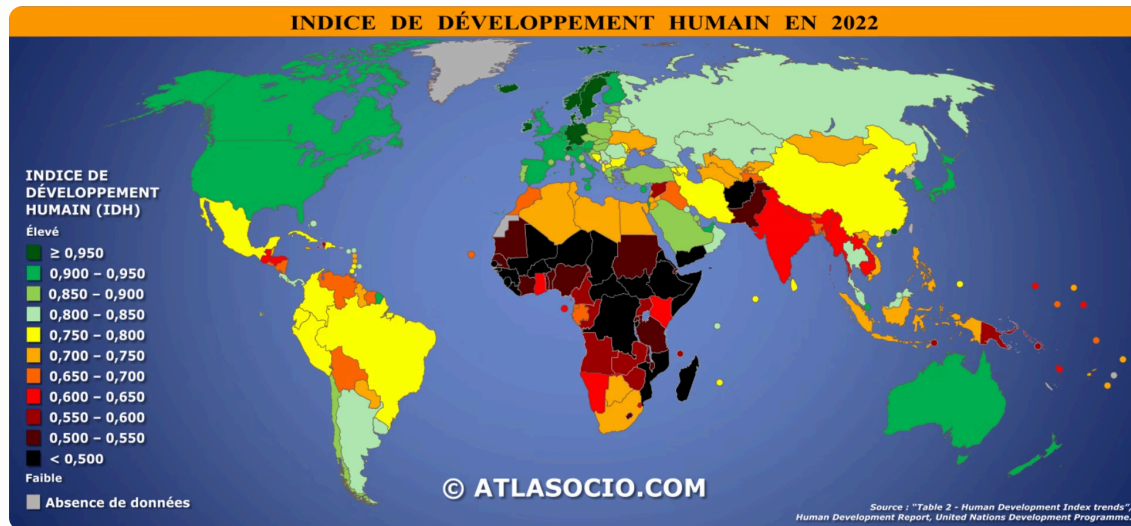 INDICE DE DÉVELOPPEMENT HUMAIN EN 2022
INDICE DE
DÉVELOPPEMENT
HUMAIN (IDH)
Élevé
≥ 0,950
0,900 – 0,950
0,850 – 0,900
0,800 – 0,850
0,750 – 0,800
0,700 – 0,750
0,650 – 0,700
0,600 – 0,650
0,550 – 0,600
0,500 – 0,550
< 0,500
Faible
Absence de données
© ATLASOCIO.COM
Source : "Table 2 - Human Development Index trends",
Human Development Report, United Nations Development Programme.